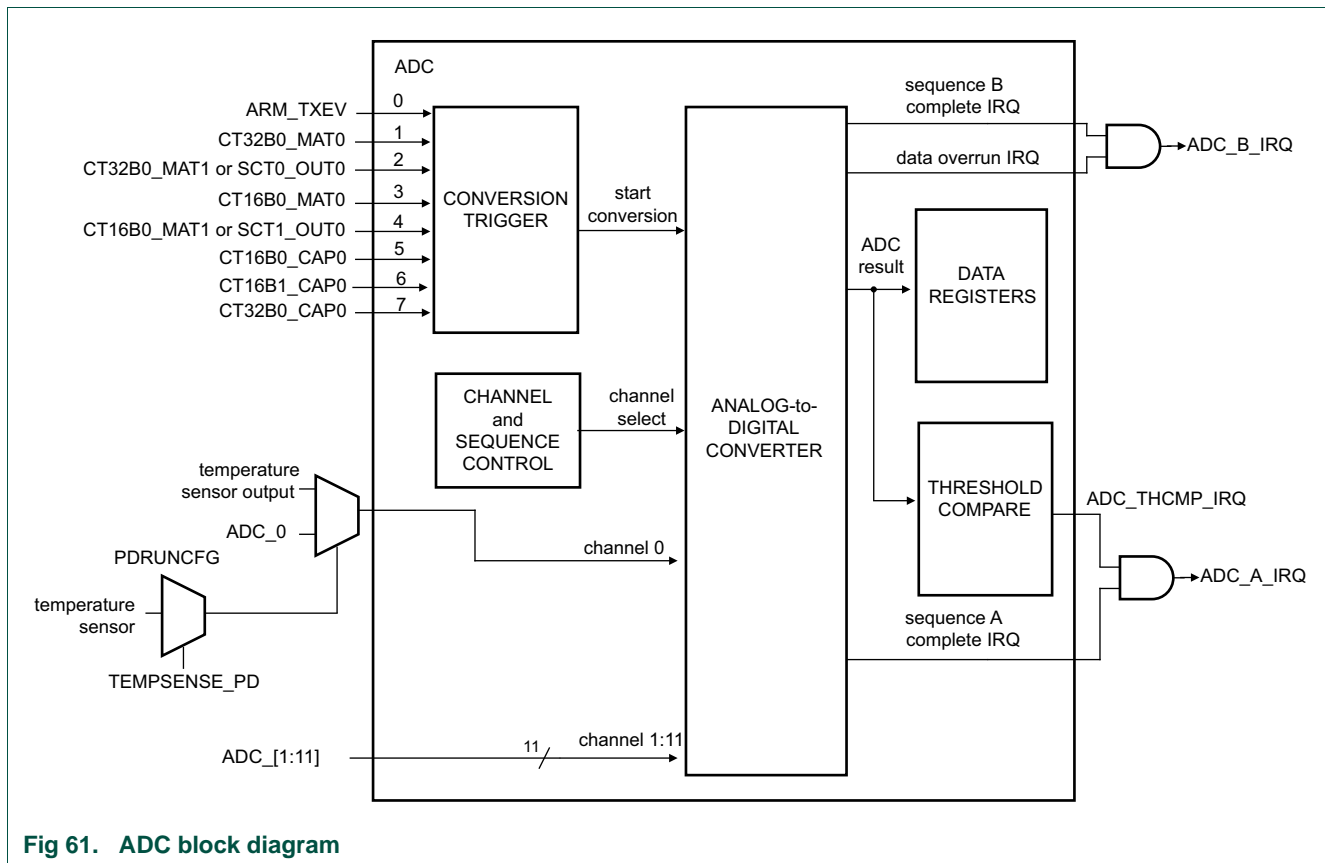 ADC
ARM_TXEV
0
CT32B0_MAT0
1
CT32B0_MAT1 or SCT0_OUT0
2
CT16B0_MAT0
3
CT16B0_MAT1 or SCT1_OUT0
4
CT16B0_CAP0
5
CT16B1_CAP0
6
CT32B0_CAP0
7
CONVERSION
TRIGGER
start
conversion
CHANNEL
and
SEQUENCE
CONTROL
channel
select
ANALOG-to-
DIGITAL
CONVERTER
sequence B
complete IRQ
data overrun IRQ
ADC_B_IRQ
ADC
result
DATA
REGISTERS
THRESHOLD
COMPARE
ADC_THCMP_IRQ
ADC_A_IRQ
sequence A
complete IRQ
temperature
sensor output
ADC_0
channel 0
PDRUNCFG
temperature
sensor
TEMPSENSE_PD
ADC_[1:11]
11
channel 1:11
Fig 61. ADC block diagram